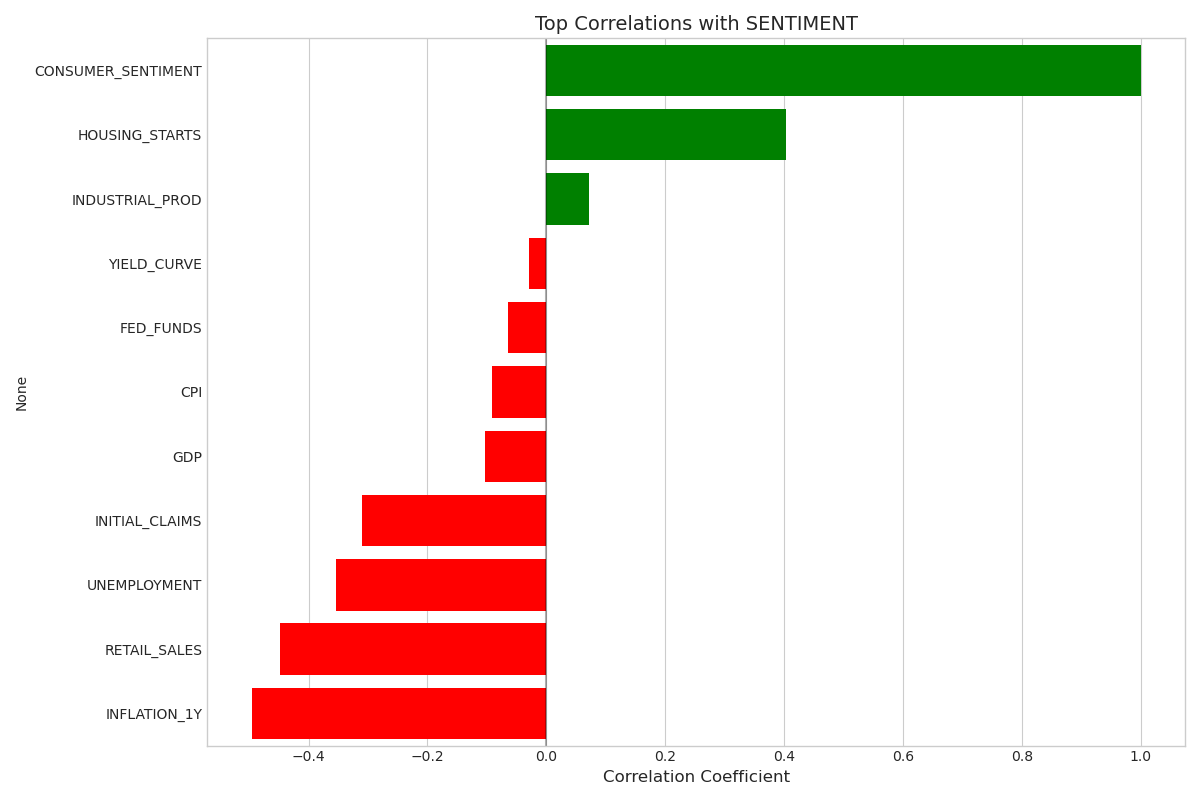 Top Correlations with SENTIMENT
CONSUMER_SENTIMENT
HOUSING_STARTS
INDUSTRIAL_PROD
YIELD_CURVE
FED_FUNDS
CPI
GDP
INITIAL_CLAIMS
UNEMPLOYMENT
RETAIL_SALES
INFLATION_1Y
None
−0.4 −0.2 0.0 0.2 0.4 0.6 0.8 1.0
Correlation Coefficient